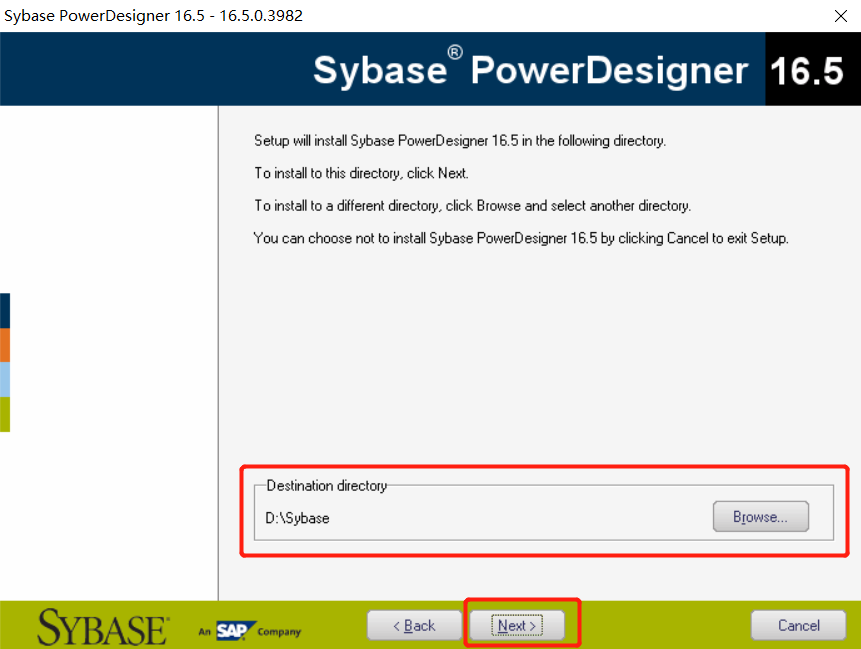 Sybase PowerDesigner 16.5 - 16.5.0.3982
Sybase® PowerDesigner 16.5
Setup will install Sybase PowerDesigner 16.5 in the following directory.
To install to this directory, click Next.
To install to a different directory, click Browse and select another directory.
You can choose not to install Sybase PowerDesigner 16.5 by clicking Cancel to exit Setup.
Destination directory
D:\Sybase
Browse...
SYBASE® An SAP® Company
< Back
Next >
Cancel